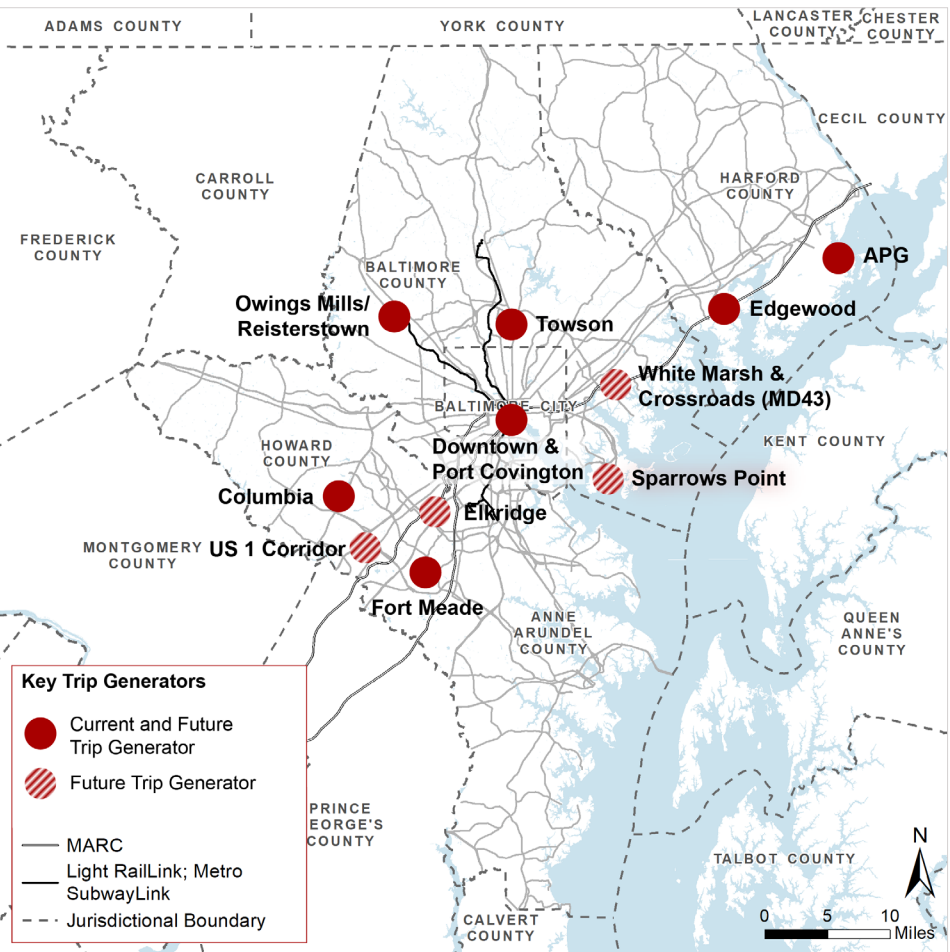 ADAMS COUNTY
YORK COUNTY
LANCASTER
COUNTY
CHESTER
COUNTY
CECIL COUNTY
CARROLL
COUNTY
HARFORD
COUNTY
FREDERICK
COUNTY
APG
BALTIMORE
COUNTY
Owings Mills/
Reisterstown
Edgewood
Towson
White Marsh &
Crossroads (MD43)
BALTIMORE CITY
KENT COUNTY
Downtown &
Port Covington
HOWARD
COUNTY
Sparrows Point
Columbia
Elkridge
MONTGOMERY
COUNTY
US 1 Corridor
Fort Meade
ANNE
ARUNDEL
COUNTY
QUEEN
ANNE'S
COUNTY
Key Trip Generators
Current and Future
Trip Generator
Future Trip Generator
MARC
Light RailLink; Metro
SubwayLink
Jurisdictional Boundary
PRINCE
EORGE'S
COUNTY
TALBOT COUNTY
CALVERT
COUNTY
N
0 5 10
Miles